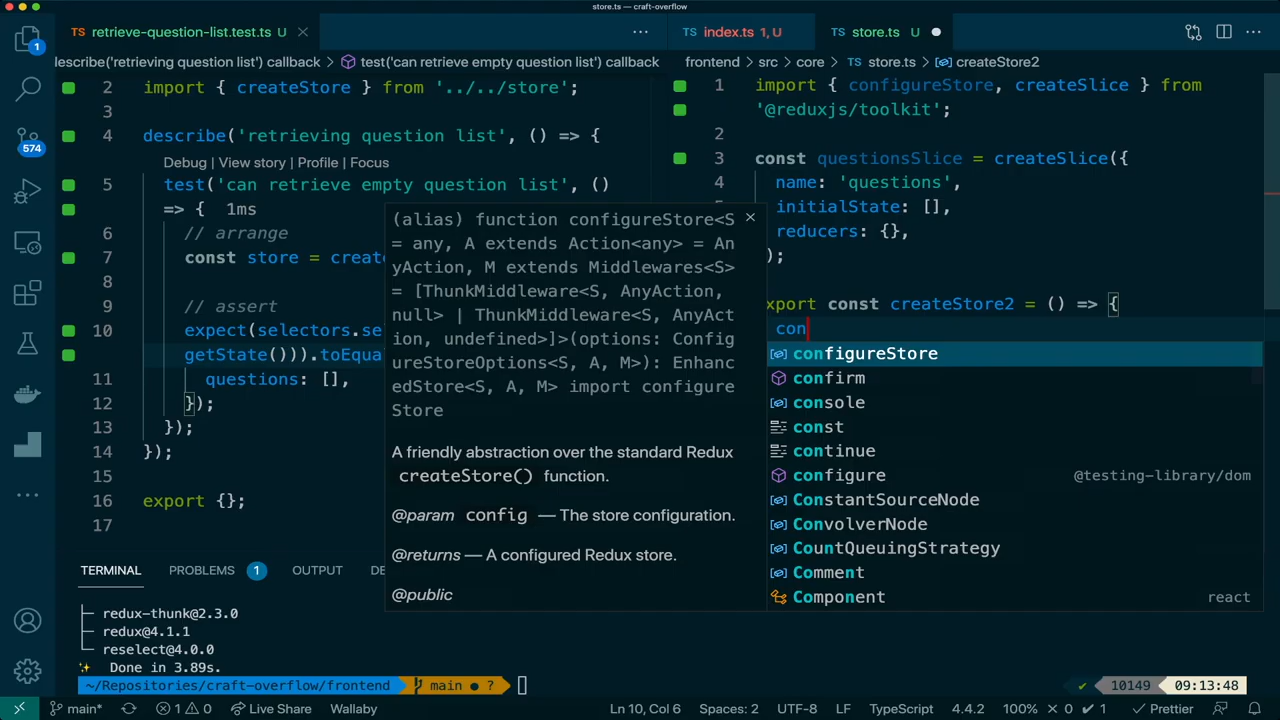 store.ts — craft-overflow
TS retrieve-question-list.test.ts U
TS index.ts 1, U
TS store.ts U
describe('retrieving question list') callback > test('can retrieve empty question list') callback
frontend > src > core > TS store.ts > createStore2
1
574
2 import { createStore } from '../../store';
3
4 describe('retrieving question list', () => {
Debug | View story | Profile | Focus
5 test('can retrieve empty question list', ()
=> { 1ms
6 // arrange
7 const store = creat
8
9 // assert
10 expect(selectors.se
getState())).toEqua
11 questions: [],
12 });
13 });
14 });
15
16 export {};
17
(alias) function configureStore<S
= any, A extends Action<any> = An
yAction, M extends Middlewares<S>
= [ThunkMiddleware<S, AnyAction,
null> | ThunkMiddleware<S, AnyAct
ion, undefined>]>(options: Config
ureStoreOptions<S, A, M>): Enhanc
edStore<S, A, M> import configure
Store
A friendly abstraction over the standard Redux
createStore() function.
@param config — The store configuration.
@returns — A configured Redux store.
@public
1 import { configureStore, createSlice } from
'@reduxjs/toolkit';
2
3 const questionsSlice = createSlice({
4 name: 'questions',
initialState: [],
reducers: {},
);
xport const createStore2 = () => {
con
configureStore
confirm
console
const
continue
configure @testing-library/dom
ConstantSourceNode
ConvolverNode
CountQueuingStrategy
Comment
Component react
TERMINAL PROBLEMS 1 OUTPUT DE
├─ redux-thunk@2.3.0
├─ redux@4.1.1
└─ reselect@4.0.0
✨ Done in 3.89s.
~/Repositories/craft-overflow/frontend main ● ? ✔ 10149 09:13:48
main* 1 0 Live Share Wallaby Ln 10, Col 6 Spaces: 2 UTF-8 LF TypeScript 4.4.2 100% × 0 ✔ 1 Prettier